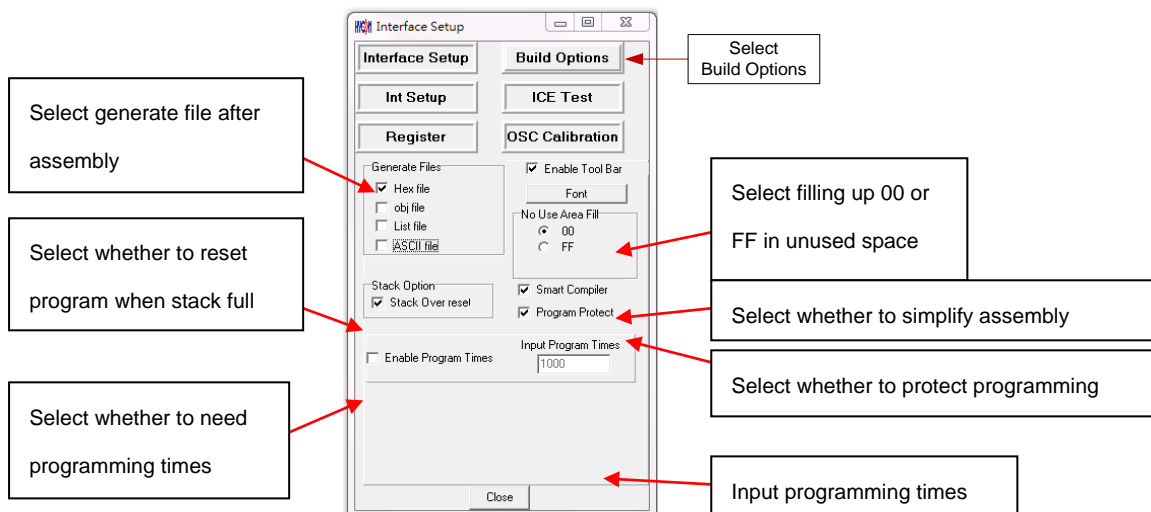 HYCON Interface Setup
Interface Setup
Build Options
Select
Build Options
Int Setup
ICE Test
Register
OSC Calibration
Select generate file after
assembly
Generate Files
Hex file
obj file
List file
ASCII file
Enable Tool Bar
Font
No Use Area Fill
00
FF
Select filling up 00 or
FF in unused space
Select whether to reset
program when stack full
Stack Option
Stack Over reset
Smart Compiler
Program Protect
Select whether to simplify assembly
Enable Program Times
Input Program Times
1000
Select whether to protect programming
Select whether to need
programming times
Input programming times
Close